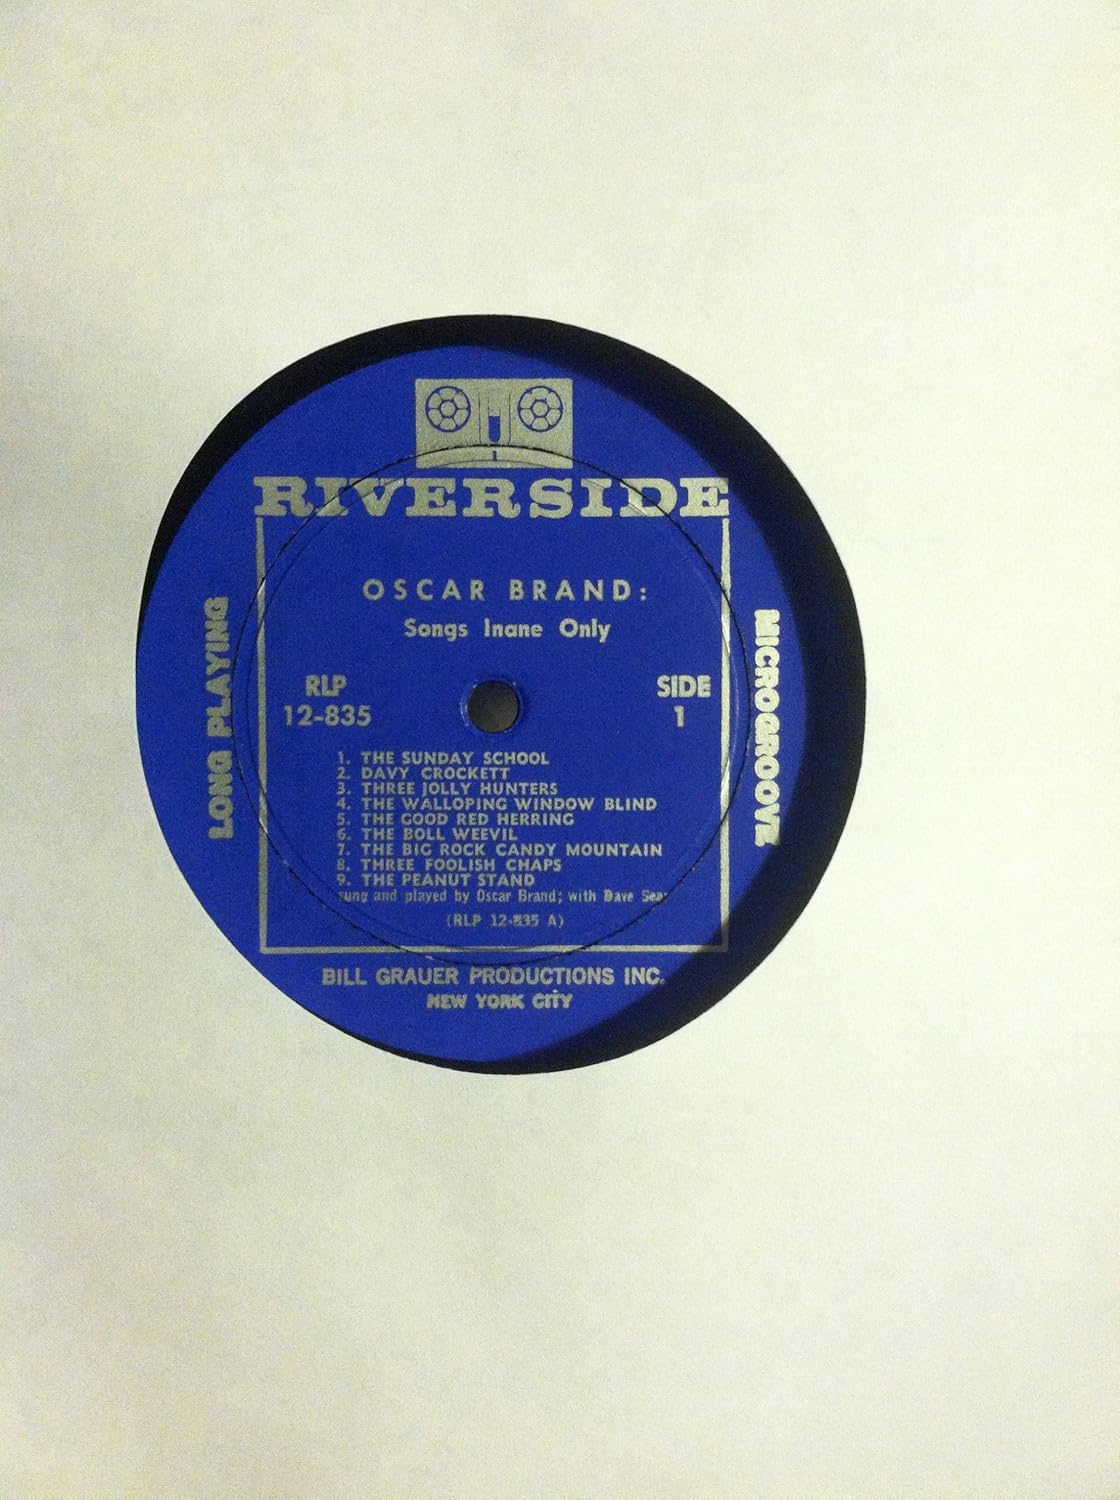 RIVERSIDE
OSCAR BRAND:
Songs Inane Only
RLP
12-835
SIDE
1
LONG PLAYING
MICROGROOVE
1. THE SUNDAY SCHOOL
2. DAVY CROCKETT
3. THREE JOLLY HUNTERS
4. THE WALLOPING WINDOW BLIND
5. THE GOOD RED HERRING
6. THE BOLL WEEVIL
7. THE BIG ROCK CANDY MOUNTAIN
8. THREE FOOLISH CHAPS
9. THE PEANUT STAND
sung and played by Oscar Brand; with Dave
(RLP 12-835 A)
BILL GRAUER PRODUCTIONS INC.
NEW YORK CITY